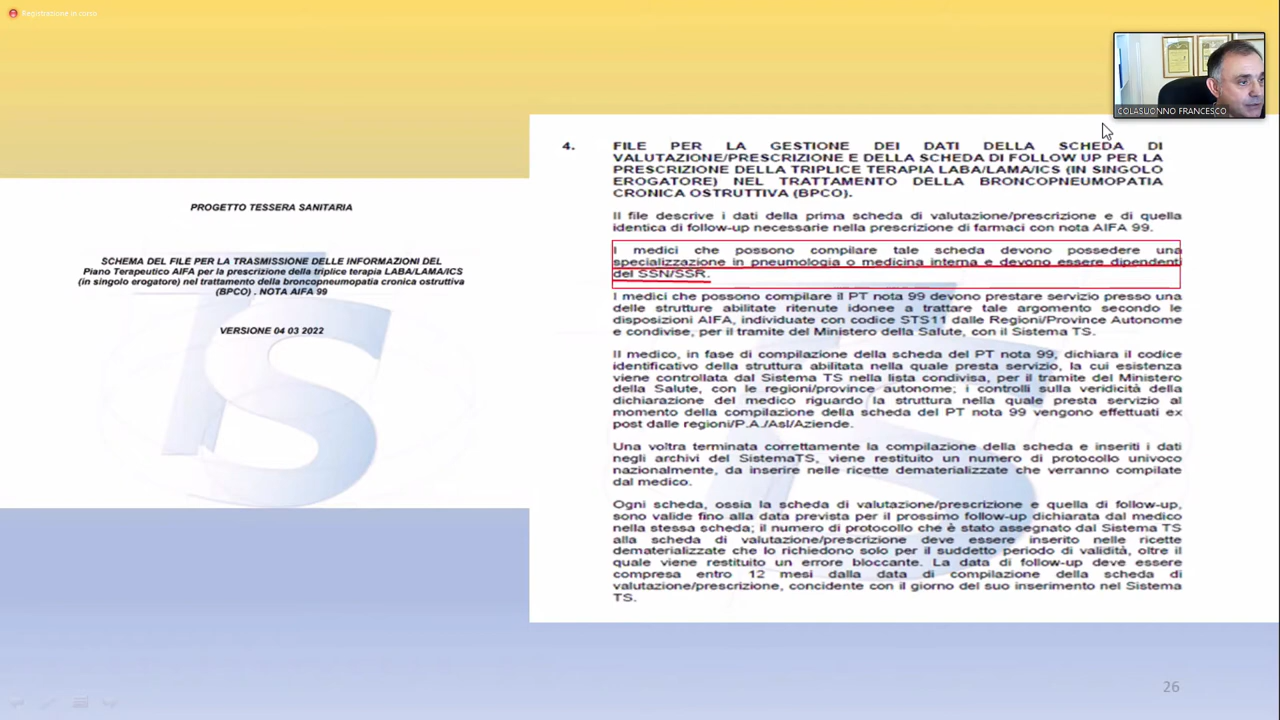 Registrazione in corso
COLASUONNO FRANCESCO
PROGETTO TESSERA SANITARIA
SCHEMA DEL FILE PER LA TRASMISSIONE DELLE INFORMAZIONI DEL
Piano Terapeutico AIFA per la prescrizione della triplice terapia LABA/LAMA/ICS
(in singolo erogatore) nel trattamento della broncopneumopatia cronica ostruttiva
(BPCO) . NOTA AIFA 99
VERSIONE 04 03 2022
4. FILE PER LA GESTIONE DEI DATI DELLA SCHEDA DI
VALUTAZIONE/PRESCRIZIONE E DELLA SCHEDA DI FOLLOW UP PER LA
PRESCRIZIONE DELLA TRIPLICE TERAPIA LABA/LAMA/ICS (IN SINGOLO
EROGATORE) NEL TRATTAMENTO DELLA BRONCOPNEUMOPATIA
CRONICA OSTRUTTIVA (BPCO).
Il file descrive i dati della prima scheda di valutazione/prescrizione e di quella
identica di follow-up necessarie nella prescrizione di farmaci con nota AIFA 99.
I medici che possono compilare tale scheda devono possedere una
specializzazione in pneumologia o medicina interna e devono essere dipendenti
del SSN/SSR.
I medici che possono compilare il PT nota 99 devono prestare servizio presso una
delle strutture abilitate ritenute idonee a trattare tale argomento secondo le
disposizioni AIFA, individuate con codice STS11 dalle Regioni/Province Autonome
e condivise, per il tramite del Ministero della Salute, con il Sistema TS.
Il medico, in fase di compilazione della scheda del PT nota 99, dichiara il codice
identificativo della struttura abilitata nella quale presta servizio, la cui esistenza
viene controllata dal Sistema TS nella lista condivisa, per il tramite del Ministero
della Salute, con le regioni/province autonome; i controlli sulla veridicità della
dichiarazione del medico riguardo la struttura nella quale presta servizio al
momento della compilazione della scheda del PT nota 99 vengono effettuati ex
post dalle regioni/P.A./Asl/Aziende.
Una voltra terminata correttamente la compilazione della scheda e inseriti i dati
negli archivi del SistemaTS, viene restituito un numero di protocollo univoco
nazionalmente, da inserire nelle ricette dematerializzate che verranno compilate
dal medico.
Ogni scheda, ossia la scheda di valutazione/prescrizione e quella di follow-up,
sono valide fino alla data prevista per il prossimo follow-up dichiarata dal medico
nella stessa scheda; il numero di protocollo che è stato assegnato dal Sistema TS
alla scheda di valutazione/prescrizione deve essere inserito nelle ricette
dematerializzate che lo richiedono solo per il suddetto periodo di validità, oltre il
quale viene restituito un errore bloccante. La data di follow-up deve essere
compresa entro 12 mesi dalla data di compilazione della scheda di
valutazione/prescrizione, concidente con il giorno del suo inserimento nel Sistema
TS.
26